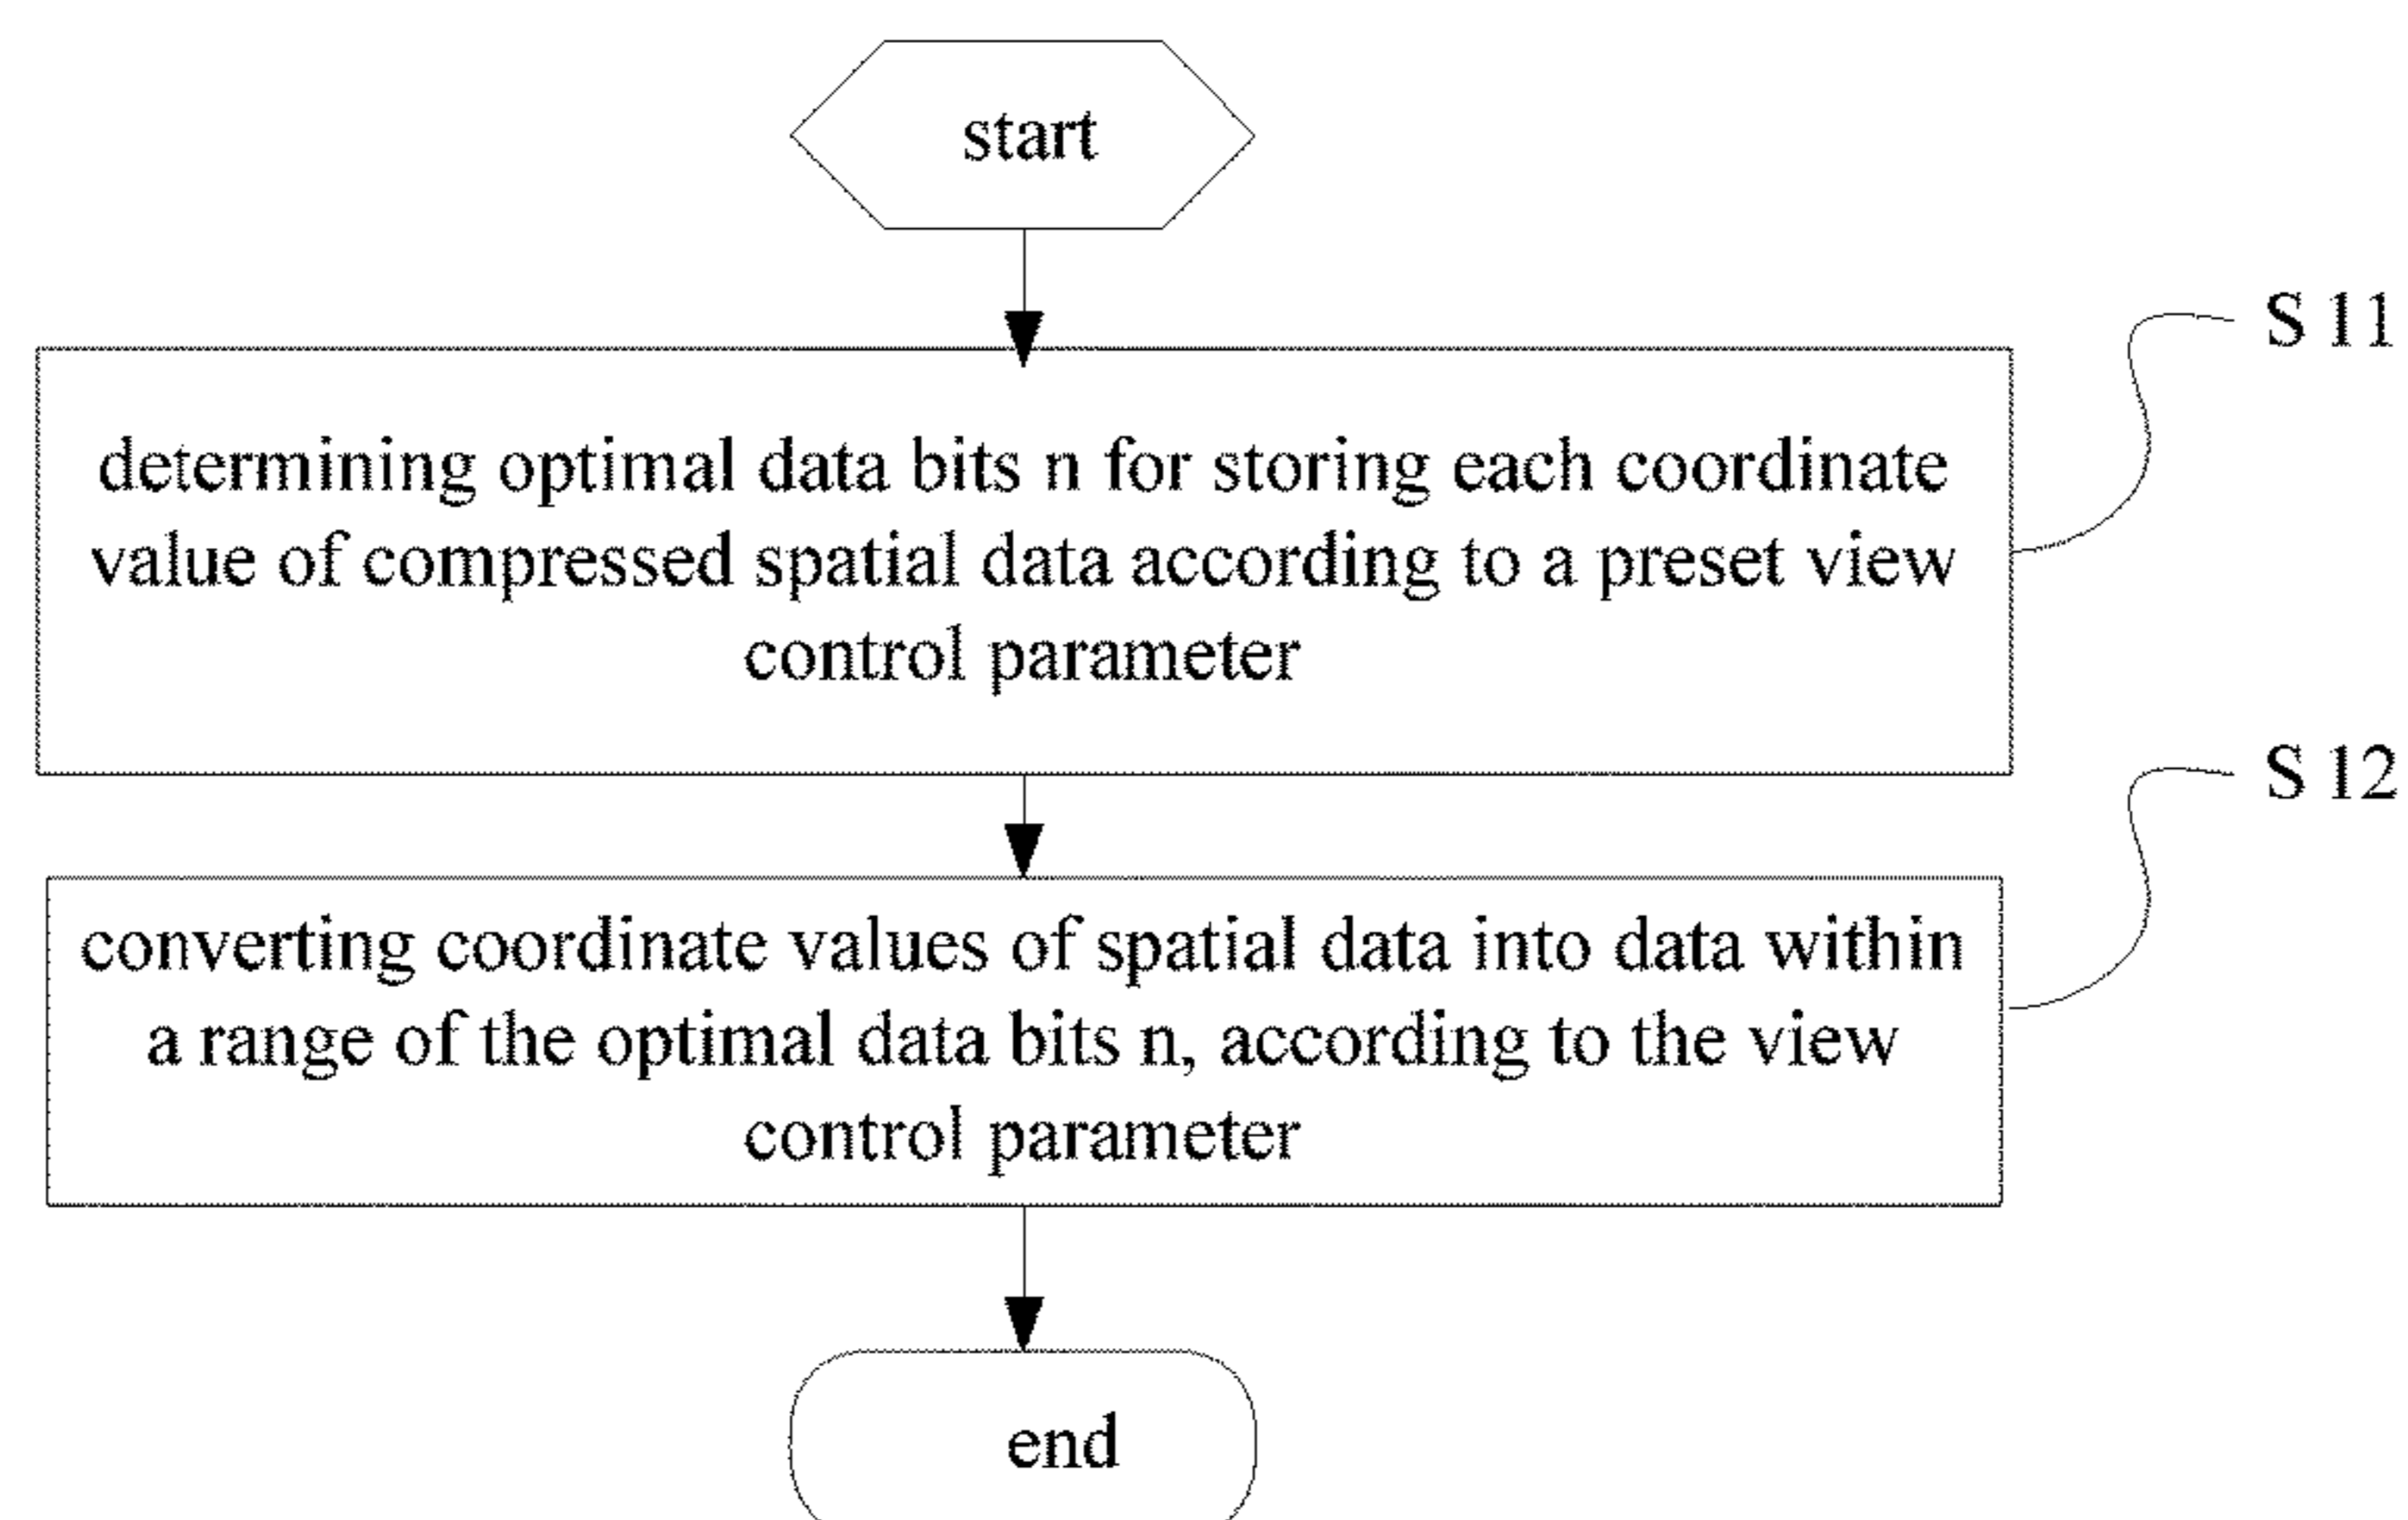 start
S 11
determining optimal data bits n for storing each coordinate
value of compressed spatial data according to a preset view
control parameter
S 12
converting coordinate values of spatial data into data within
a range of the optimal data bits n, according to the view
control parameter
end